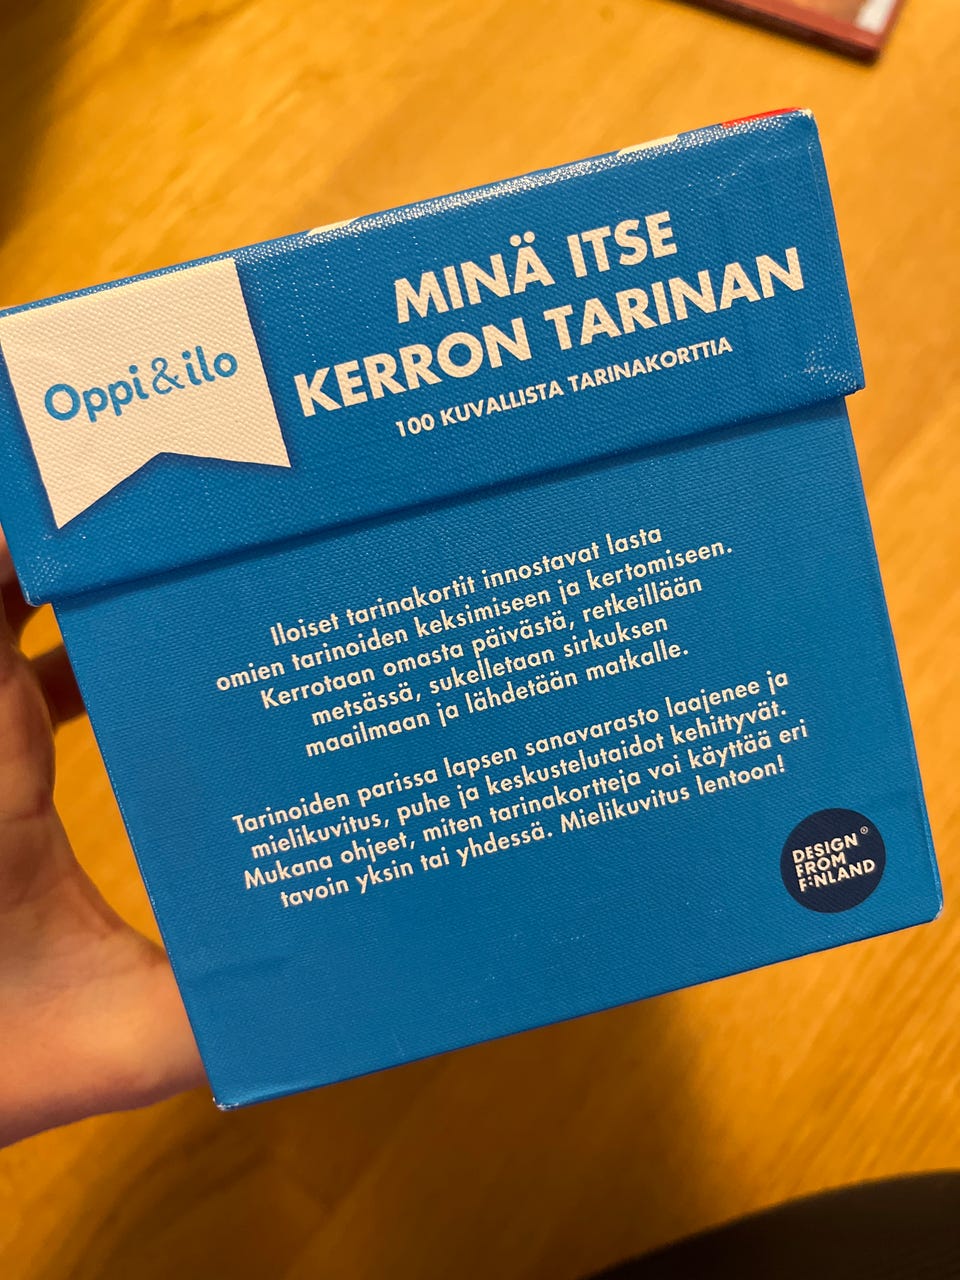 Oppi&ilo
MINÄ ITSE
KERRON TARINAN
100 KUVALLISTA TARINAKORTTIA
Iloiset tarinakortit innostavat lasta
omien tarinoiden keksimiseen ja kertomiseen.
Kerrotaan omasta päivästä, retkeillään
metsässä, sukelletaan sirkuksen
maailmaan ja lähdetään matkalle.
Tarinoiden parissa lapsen sanavarasto laajenee ja
mielikuvitus, puhe ja keskustelutaidot kehittyvät.
Mukana ohjeet, miten tarinakortteja voi käyttää eri
tavoin yksin tai yhdessä. Mielikuvitus lentoon!
DESIGN ®
FROM
FINLAND